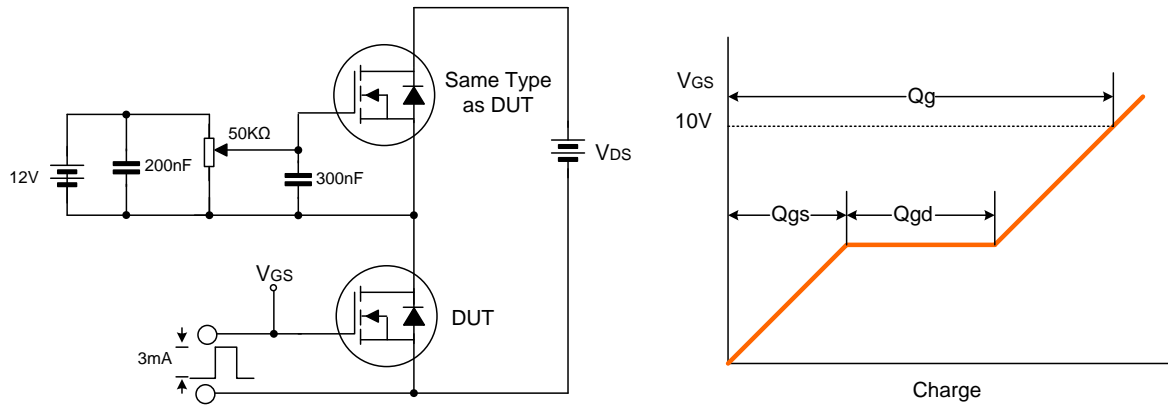 Same Type
as DUT
50KΩ
12V
200nF
300nF
VDS
VGS
DUT
3mA
VGS
10V
Qg
Qgs
Qgd
Charge